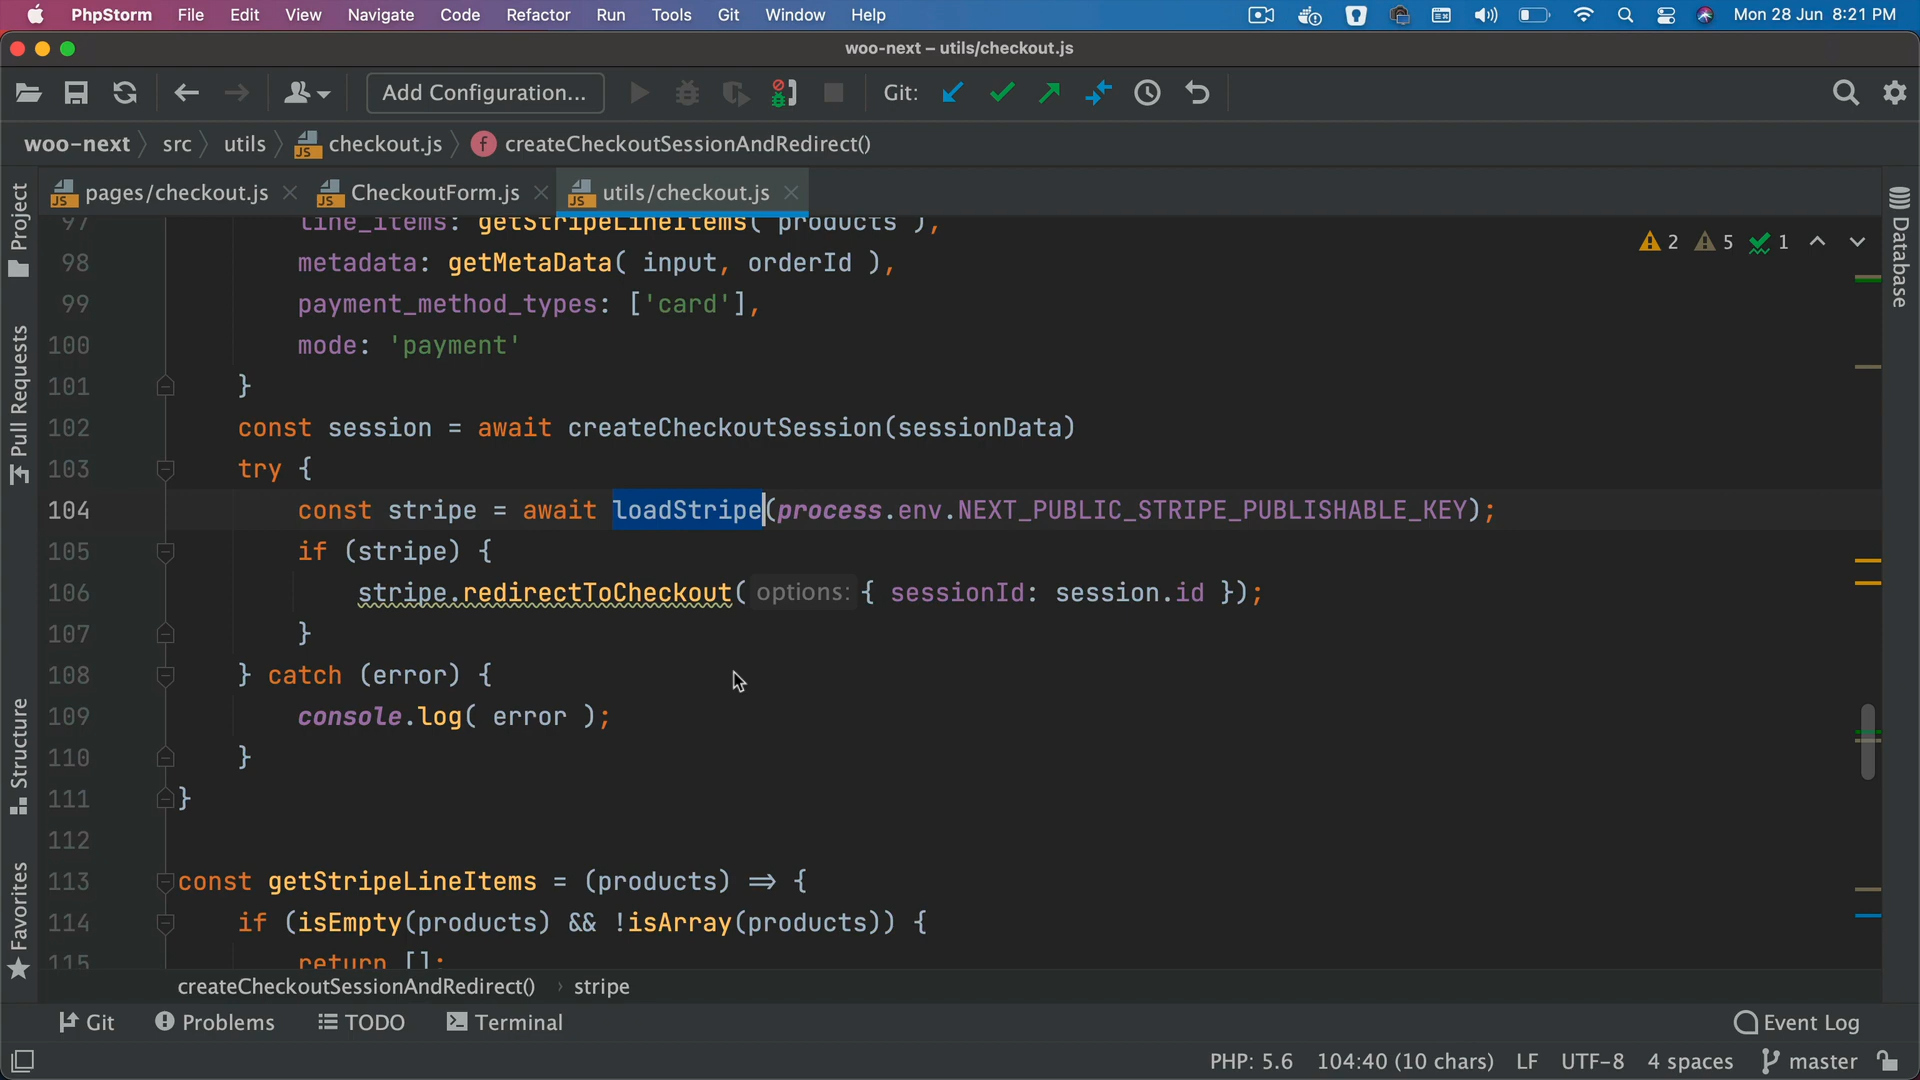 PhpStorm File Edit View Navigate Code Refactor Run Tools Git Window Help Mon 28 Jun 8:21 PM
woo-next – utils/checkout.js
Add Configuration... Git:
woo-next src utils checkout.js createCheckoutSessionAndRedirect()
pages/checkout.js CheckoutForm.js utils/checkout.js
97 line_items: getStripeLineItems( products ),
98 metadata: getMetaData( input, orderId ),
99 payment_method_types: ['card'],
100 mode: 'payment'
101 }
102 const session = await createCheckoutSession(sessionData)
103 try {
104 const stripe = await loadStripe(process.env.NEXT_PUBLIC_STRIPE_PUBLISHABLE_KEY);
105 if (stripe) {
106 stripe.redirectToCheckout( options: { sessionId: session.id });
107 }
108 } catch (error) {
109 console.log( error );
110 }
111 }
112
113 const getStripeLineItems = (products) => {
114 if (isEmpty(products) && !isArray(products)) {
115 return [];
2 5 1
Project
Pull Requests
Structure
Favorites
Database
createCheckoutSessionAndRedirect() › stripe
Git Problems TODO Terminal Event Log
PHP: 5.6 104:40 (10 chars) LF UTF-8 4 spaces master